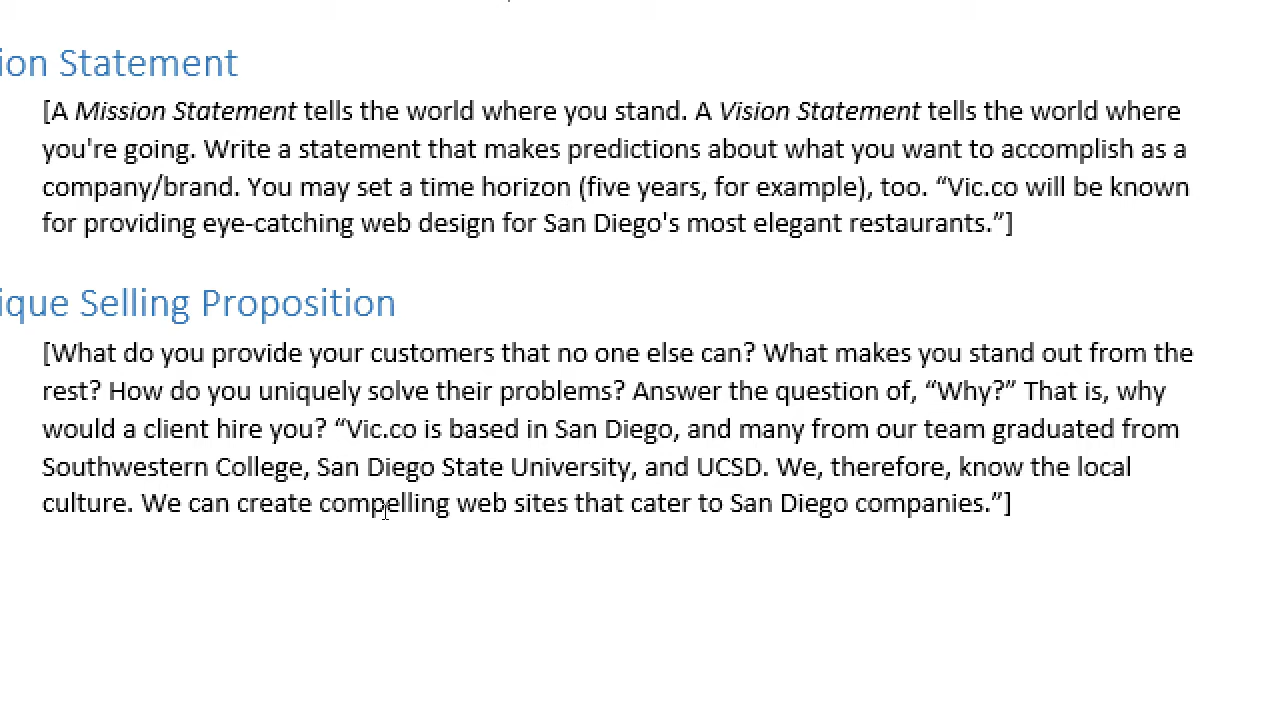 ion Statement
[A Mission Statement tells the world where you stand. A Vision Statement tells the world where
you're going. Write a statement that makes predictions about what you want to accomplish as a
company/brand. You may set a time horizon (five years, for example), too. “Vic.co will be known
for providing eye-catching web design for San Diego's most elegant restaurants.”]
ique Selling Proposition
[What do you provide your customers that no one else can? What makes you stand out from the
rest? How do you uniquely solve their problems? Answer the question of, “Why?” That is, why
would a client hire you? “Vic.co is based in San Diego, and many from our team graduated from
Southwestern College, San Diego State University, and UCSD. We, therefore, know the local
culture. We can create compelling web sites that cater to San Diego companies.”]